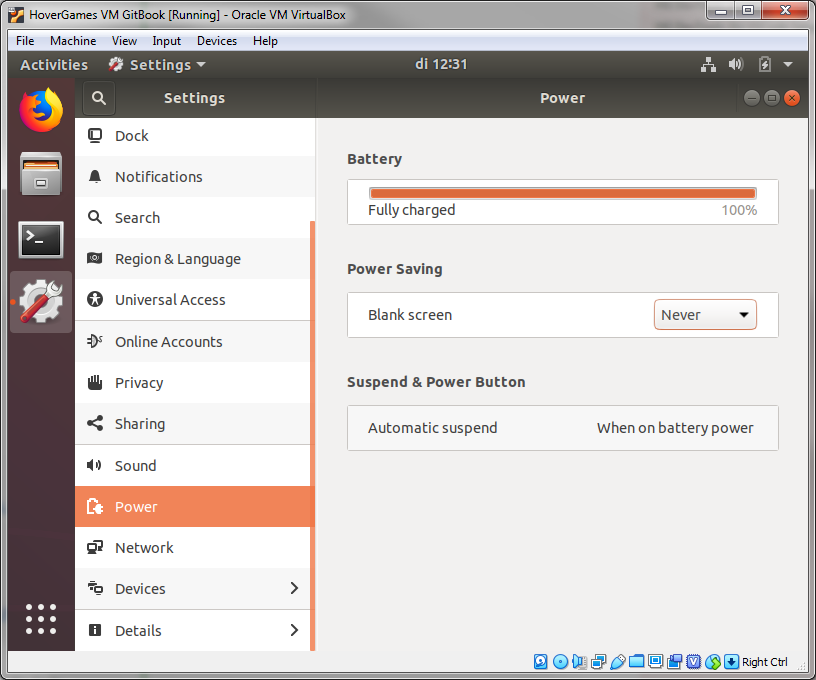 HoverGames VM GitBook [Running] - Oracle VM VirtualBox
File Machine View Input Devices Help
Activities Settings di 12:31
Settings Power
Dock
Notifications
Search
Region & Language
Universal Access
Online Accounts
Privacy
Sharing
Sound
Power
Network
Devices
Details
Battery
Fully charged 100%
Power Saving
Blank screen Never
Suspend & Power Button
Automatic suspend When on battery power
Right Ctrl